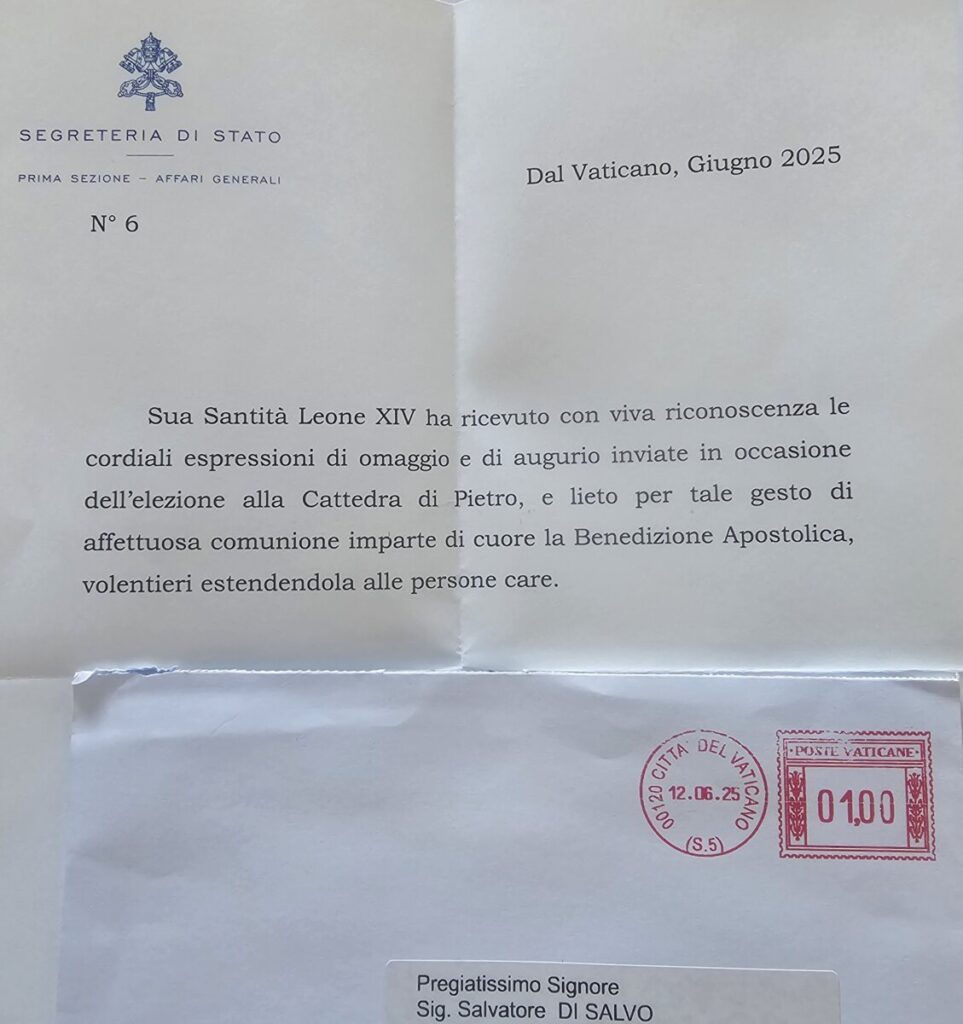 SEGRETERIA DI STATO
PRIMA SEZIONE – AFFARI GENERALI
N° 6
Dal Vaticano, Giugno 2025
Sua Santità Leone XIV ha ricevuto con viva riconoscenza le
cordiali espressioni di omaggio e di augurio inviate in occasione
dell'elezione alla Cattedra di Pietro, e lieto per tale gesto di
affettuosa comunione imparte di cuore la Benedizione Apostolica,
volentieri estendendola alle persone care.
00120 CITTA' DEL VATICANO
12.06.25
(S.5)
·POSTE VATICANE·
01,00
Pregiatissimo Signore
Sig. Salvatore DI SALVO